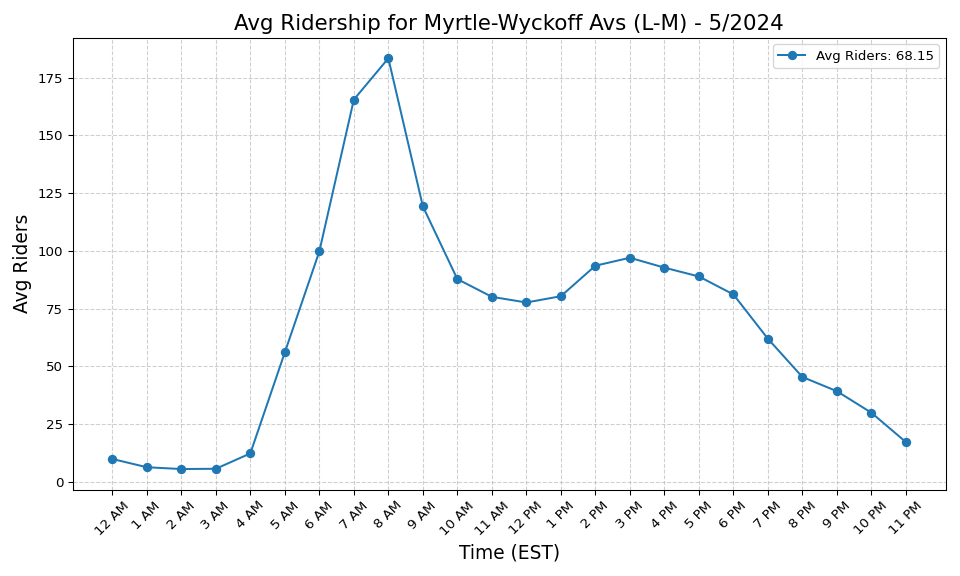 Avg Ridership for Myrtle-Wyckoff Avs (L-M) - 5/2024
Avg Riders: 68.15
Avg Riders
175
150
125
100
75
50
25
0
12 AM
1 AM
2 AM
3 AM
4 AM
5 AM
6 AM
7 AM
8 AM
9 AM
10 AM
11 AM
12 PM
1 PM
2 PM
3 PM
4 PM
5 PM
6 PM
7 PM
8 PM
9 PM
10 PM
11 PM
Time (EST)